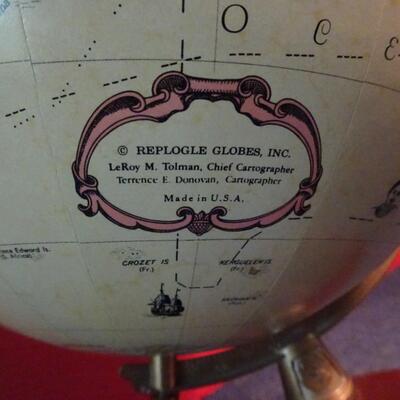 O C E
© REPLOGLE GLOBES, INC.
LeRoy M. Tolman, Chief Cartographer
Terrence E. Donovan, Cartographer
Made in U.S.A.
Edward Is.
CROZET IS
(Fr.)
KERGUELEN IS
(Fr.)